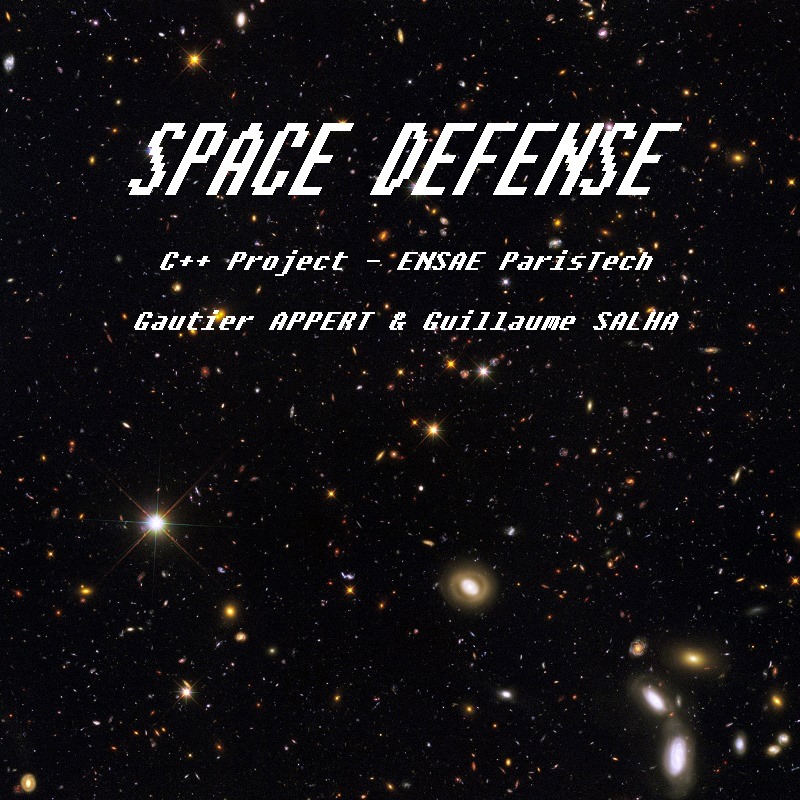 SPACE DEFENSE
C++ Project - ENSAE ParisTech
Gautier APPERT & Guillaume SALHA